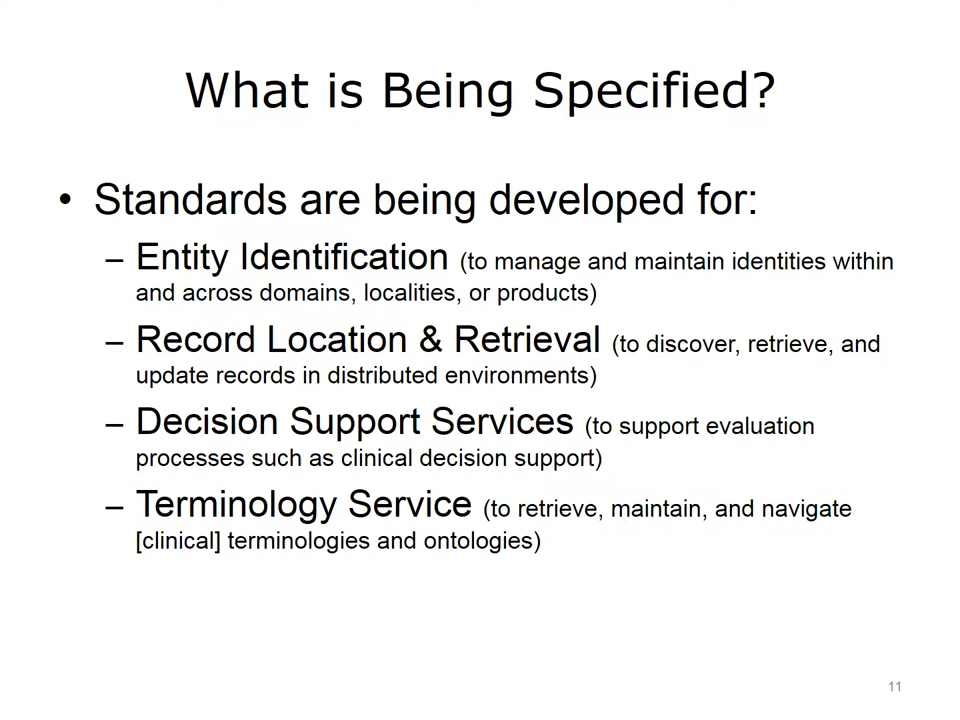 What is Being Specified?
• Standards are being developed for:
– Entity Identification (to manage and maintain identities within
and across domains, localities, or products)
– Record Location & Retrieval (to discover, retrieve, and
update records in distributed environments)
– Decision Support Services (to support evaluation
processes such as clinical decision support)
– Terminology Service (to retrieve, maintain, and navigate
[clinical] terminologies and ontologies)
11